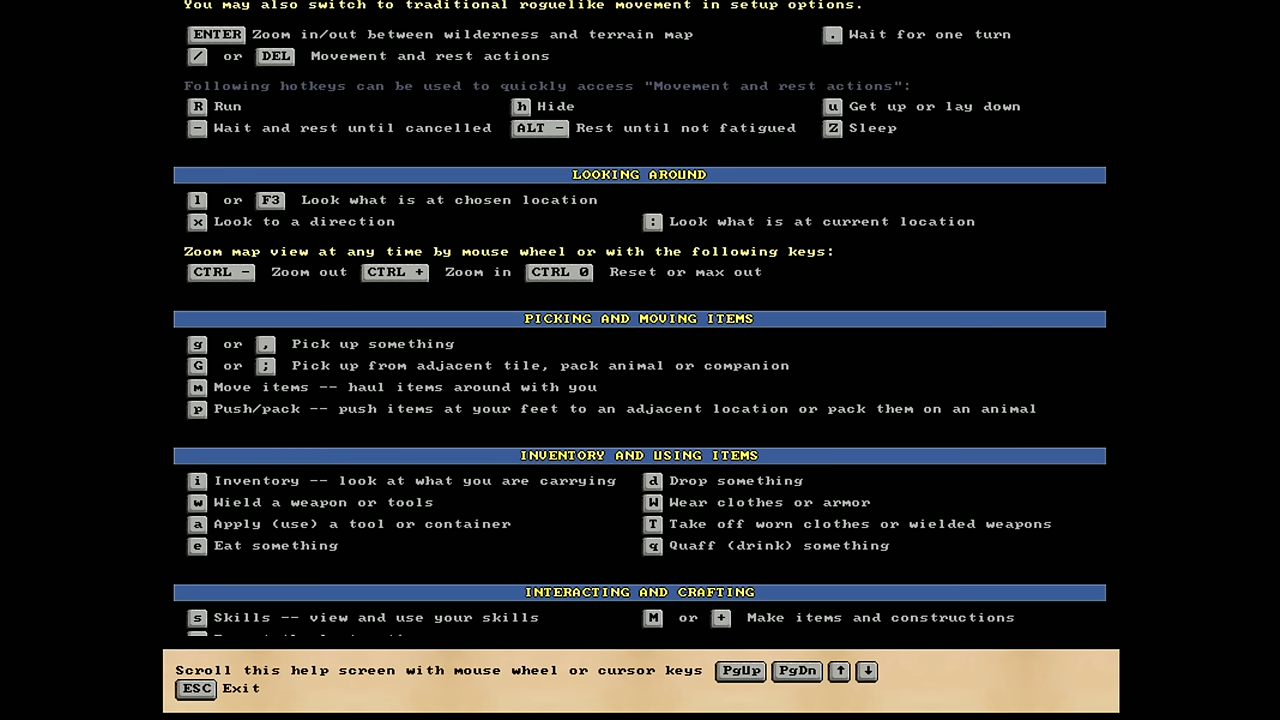 You may also switch to traditional roguelike movement in setup options.
ENTER Zoom in/out between wilderness and terrain map . Wait for one turn
/ or DEL Movement and rest actions
Following hotkeys can be used to quickly access "Movement and rest actions":
R Run h Hide u Get up or lay down
- Wait and rest until cancelled ALT - Rest until not fatigued Z Sleep
LOOKING AROUND
l or F3 Look what is at chosen location
x Look to a direction : Look what is at current location
Zoom map view at any time by mouse wheel or with the following keys:
CTRL - Zoom out CTRL + Zoom in CTRL 0 Reset or max out
PICKING AND MOVING ITEMS
g or , Pick up something
G or ; Pick up from adjacent tile, pack animal or companion
m Move items -- haul items around with you
p Push/pack -- push items at your feet to an adjacent location or pack them on an animal
INVENTORY AND USING ITEMS
i Inventory -- look at what you are carrying d Drop something
w Wield a weapon or tools W Wear clothes or armor
a Apply (use) a tool or container T Take off worn clothes or wielded weapons
e Eat something q Quaff (drink) something
INTERACTING AND CRAFTING
s Skills -- view and use your skills M or + Make items and constructions
Scroll this help screen with mouse wheel or cursor keys PgUp PgDn ↑ ↓
ESC Exit